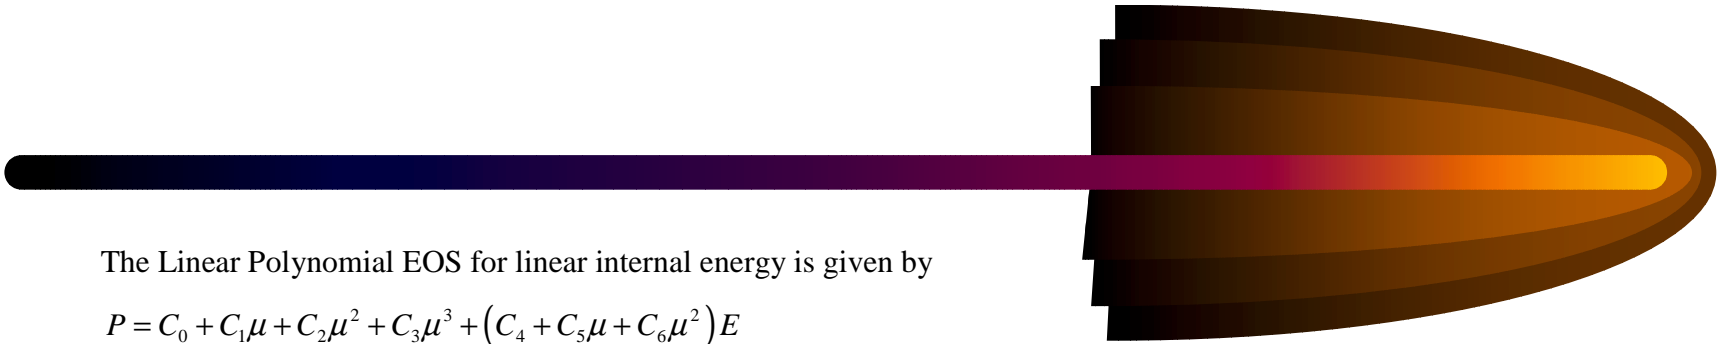 The Linear Polynomial EOS for linear internal energy is given by
P = C₀ + C₁μ + C₂μ² + C₃μ³ + (C₄ + C₅μ + C₆μ²)E